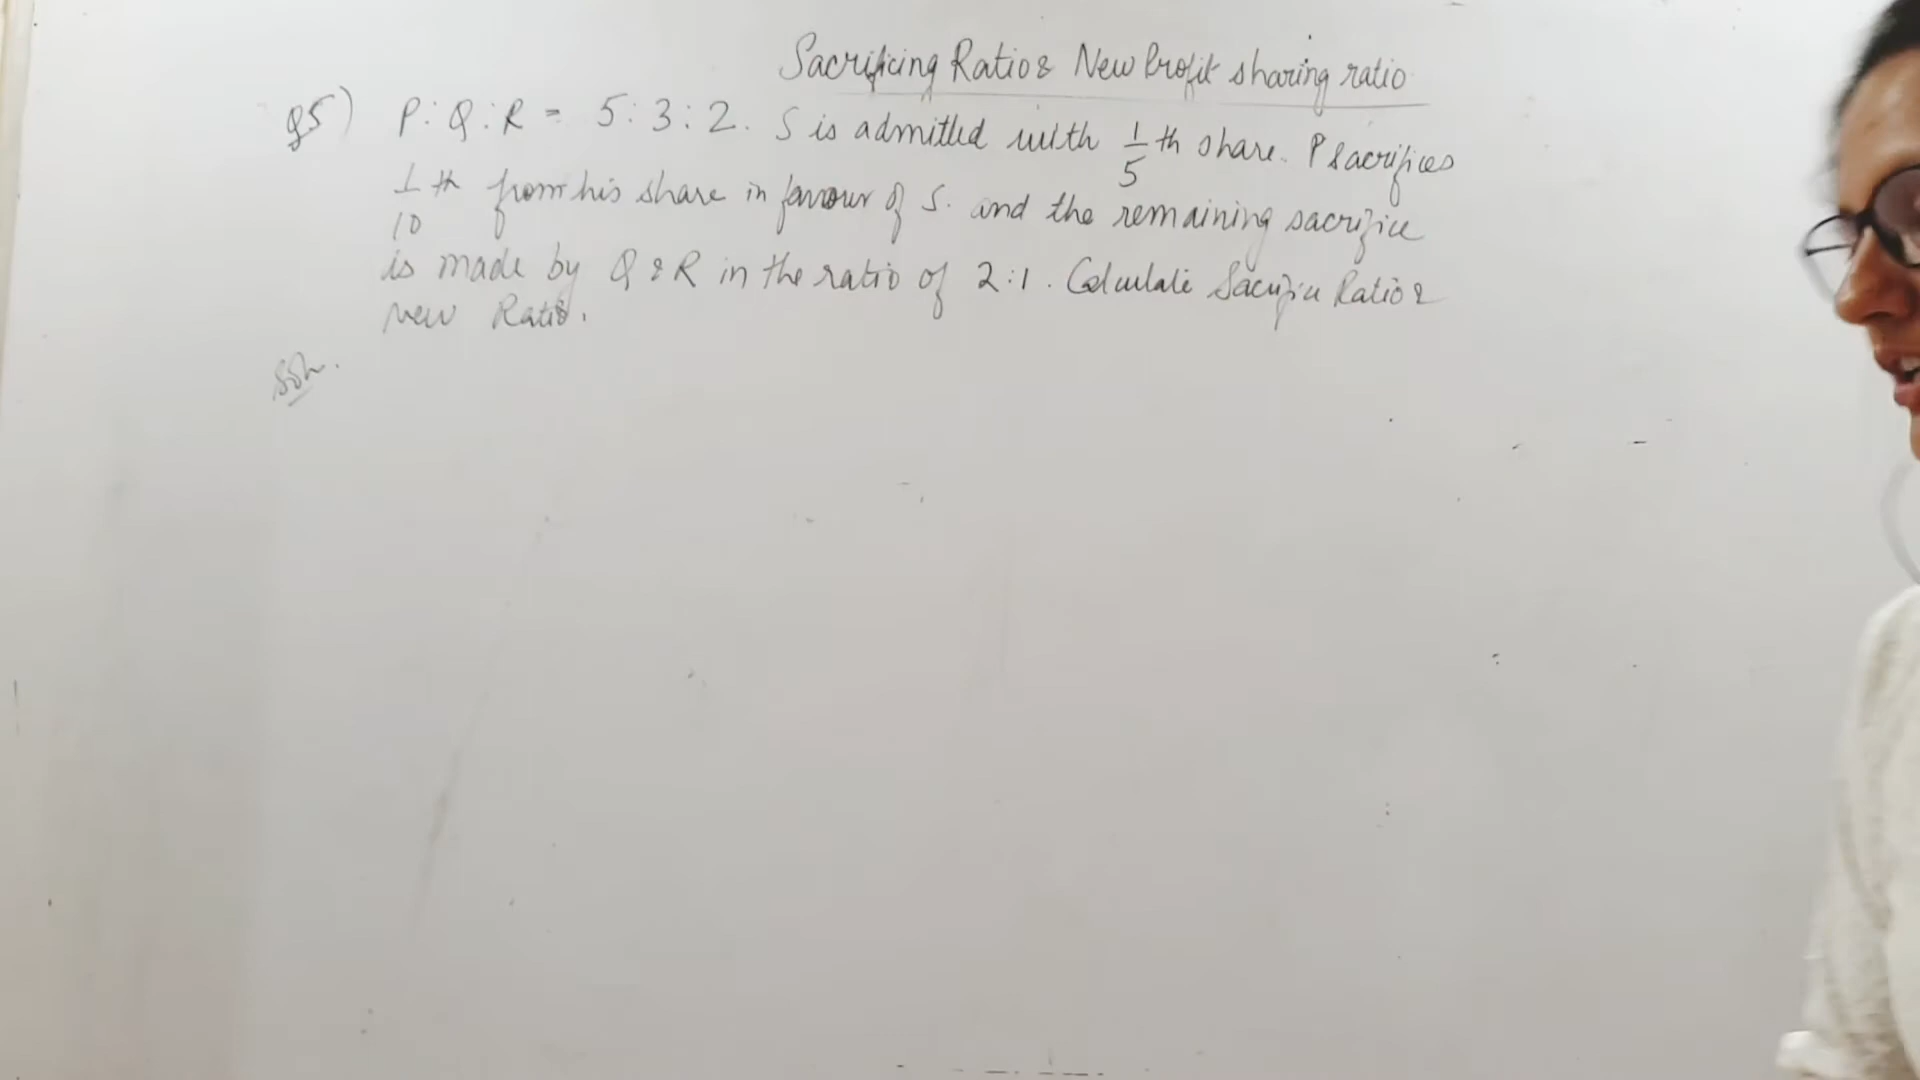 Sacrificing Ratio & New Profit sharing ratio
Q5) P:Q:R = 5:3:2. S is admitted with 1/5 th share. P sacrifices
1/10 th from his share in favour of S. and the remaining sacrifice
is made by Q & R in the ratio of 2:1. Calculate Sacrifice Ratio &
new Ratio.
Soln.